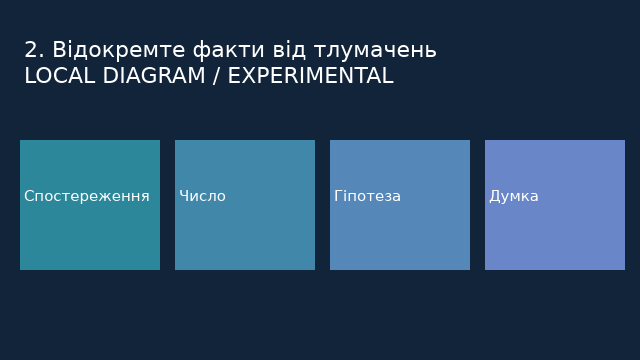 2. Відокремте факти від тлумачень
LOCAL DIAGRAM / EXPERIMENTAL
Спостереження
Число
Гіпотеза
Думка